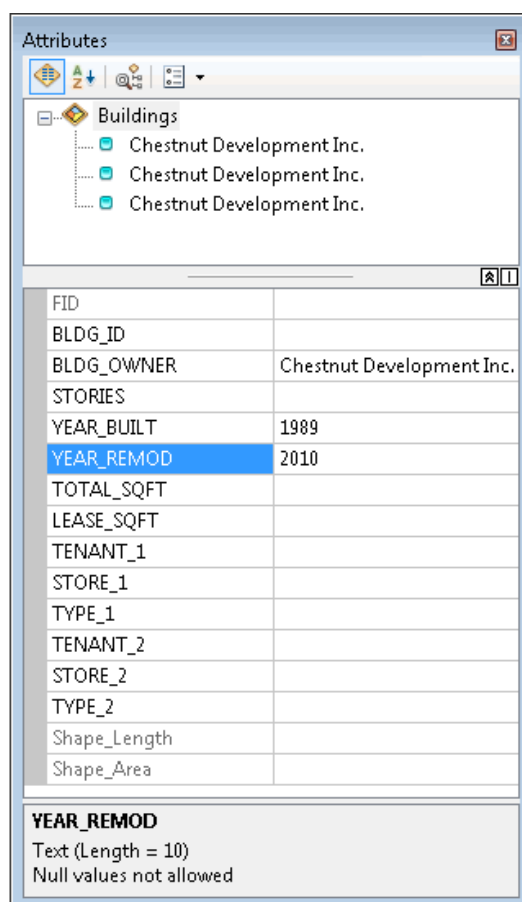 Attributes
Buildings
Chestnut Development Inc.
Chestnut Development Inc.
Chestnut Development Inc.
FID
BLDG_ID
BLDG_OWNER Chestnut Development Inc.
STORIES
YEAR_BUILT 1989
YEAR_REMOD 2010
TOTAL_SQFT
LEASE_SQFT
TENANT_1
STORE_1
TYPE_1
TENANT_2
STORE_2
TYPE_2
Shape_Length
Shape_Area
YEAR_REMOD
Text (Length = 10)
Null values not allowed